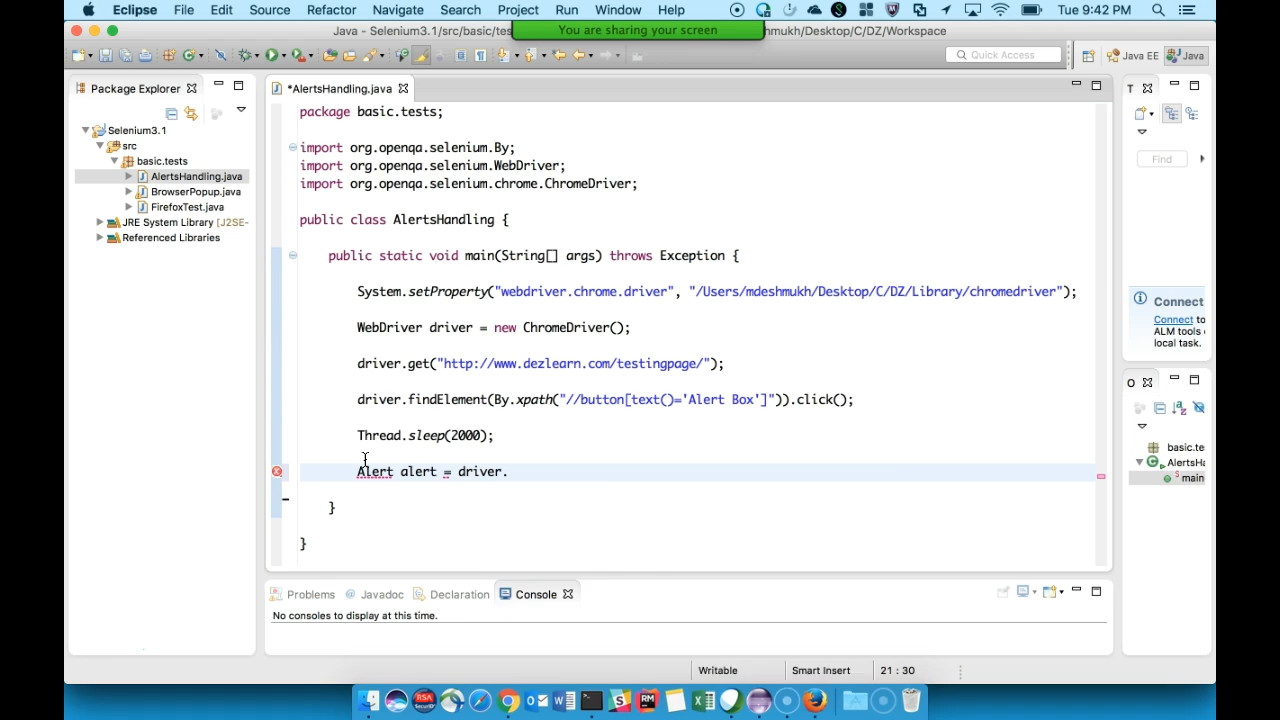 Eclipse File Edit Source Refactor Navigate Search Project Run Window Help Tue 9:42 PM
Java - Selenium3.1/src/basic/tes
You are sharing your screen
hmukh/Desktop/C/DZ/Workspace
Quick Access
Java EE
Java
Package Explorer
*AlertsHandling.java
T
Selenium3.1
src
basic.tests
AlertsHandling.java
BrowserPopup.java
FirefoxTest.java
JRE System Library [J2SE-
Referenced Libraries
package basic.tests;
import org.openqa.selenium.By;
import org.openqa.selenium.WebDriver;
import org.openqa.selenium.chrome.ChromeDriver;
public class AlertsHandling {
public static void main(String[] args) throws Exception {
System.setProperty("webdriver.chrome.driver", "/Users/mdeshmukh/Desktop/C/DZ/Library/chromedriver");
WebDriver driver = new ChromeDriver();
driver.get("http://www.dezlearn.com/testingpage/");
driver.findElement(By.xpath("//button[text()='Alert Box']")).click();
Thread.sleep(2000);
Alert alert = driver.
}
}
Find
Connect
Connect to
ALM tools
local task.
O
basic.te
AlertsHa
main
Problems
Javadoc
Declaration
Console
No consoles to display at this time.
Writable
Smart Insert
21 : 30